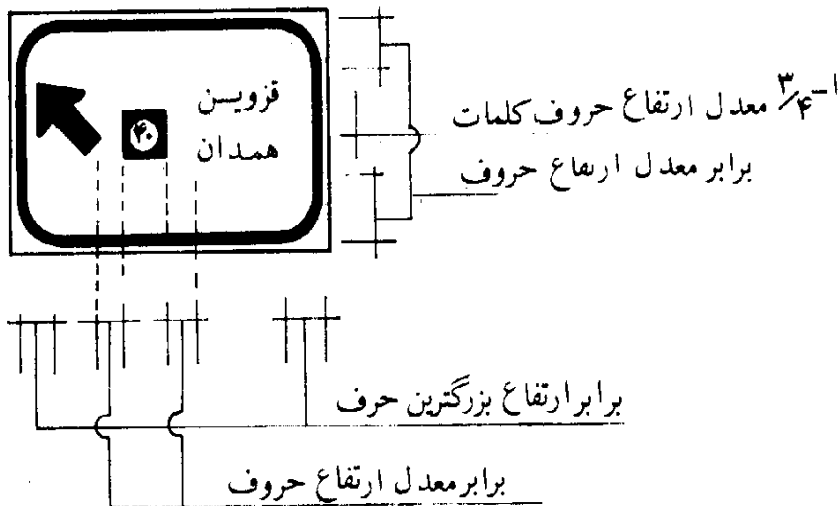 قزوین
همدان
۴۰
۱-۳/۴ معدل ارتفاع حروف کلمات
برابر معدل ارتفاع حروف
برابر ارتفاع بزرگترین حرف
برابر معدل ارتفاع حروف